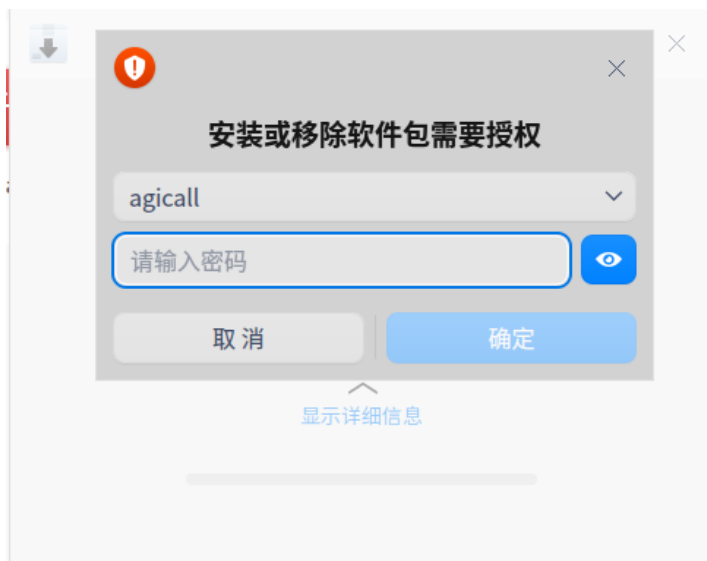 安装或移除软件包需要授权
agicall
请输入密码
取消
确定
显示详细信息